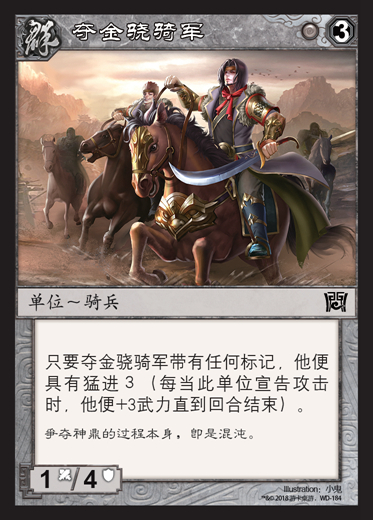 群 夺金骁骑军 3
单位～骑兵
只要夺金骁骑军带有任何标记，他便
具有猛进 3 （每当此单位宣告攻击
时，他便+3武力直到回合结束）。
争夺神鼎的过程本身，即是混沌。
1 / 4
Illustration: 小鬼
™&©2018 游卡桌游．WD-164